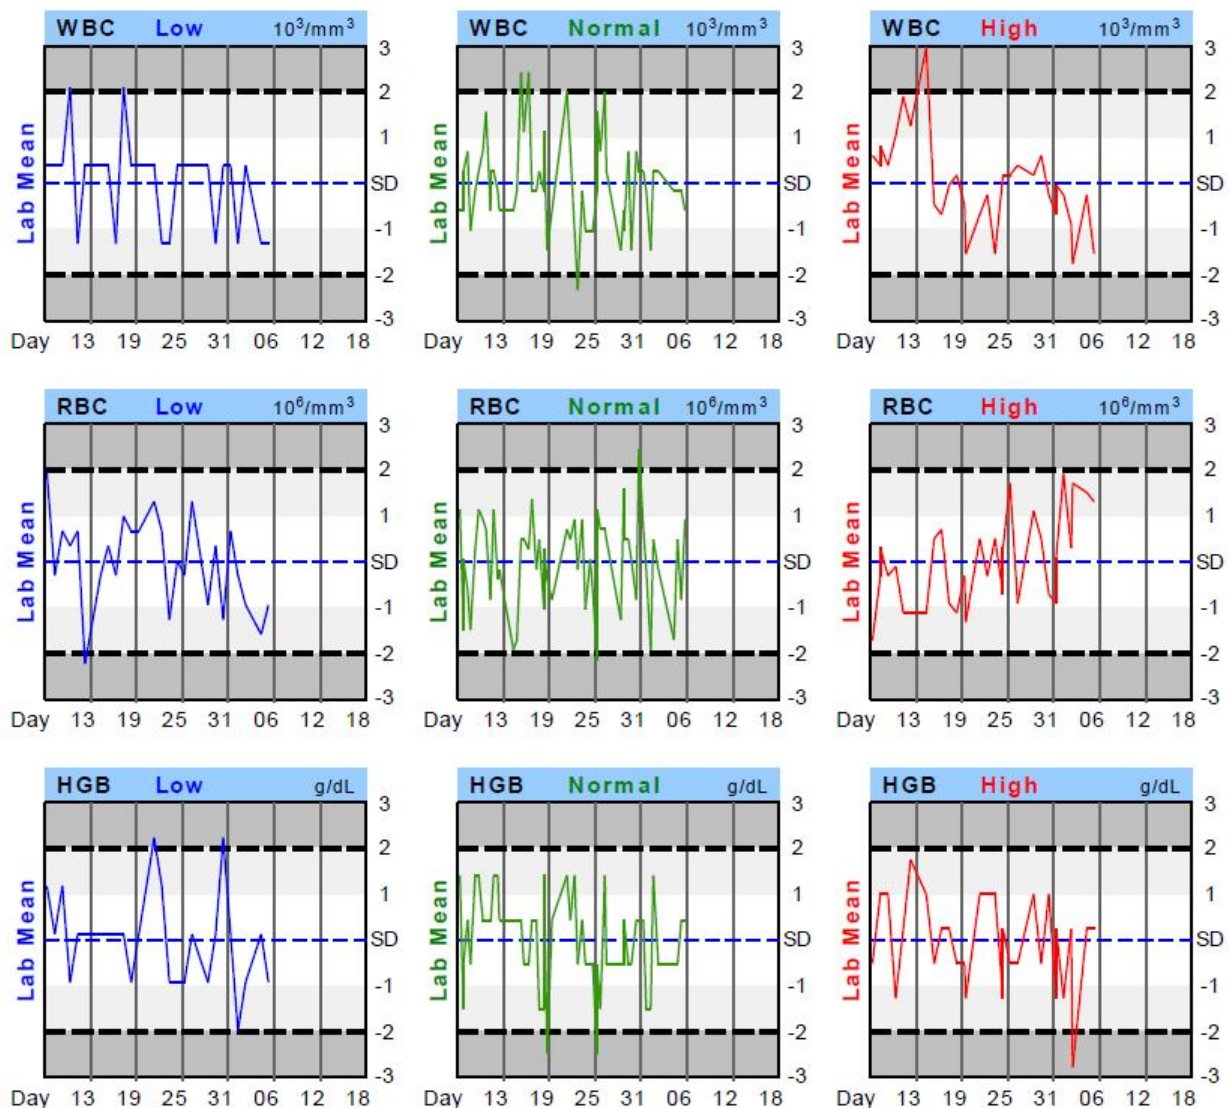 WBC Low 10³/mm³ WBC Normal 10³/mm³ WBC High 10³/mm³
3 3 3
2 2 2
1 1 1
Lab Mean SD Lab Mean SD Lab Mean SD
-1 -1 -1
-2 -2 -2
-3 -3 -3
Day 13 19 25 31 06 12 18 Day 13 19 25 31 06 12 18 Day 13 19 25 31 06 12 18
RBC Low 10⁶/mm³ RBC Normal 10⁶/mm³ RBC High 10⁶/mm³
3 3 3
2 2 2
1 1 1
Lab Mean SD Lab Mean SD Lab Mean SD
-1 -1 -1
-2 -2 -2
-3 -3 -3
Day 13 19 25 31 06 12 18 Day 13 19 25 31 06 12 18 Day 13 19 25 31 06 12 18
HGB Low g/dL HGB Normal g/dL HGB High g/dL
3 3 3
2 2 2
1 1 1
Lab Mean SD Lab Mean SD Lab Mean SD
-1 -1 -1
-2 -2 -2
-3 -3 -3
Day 13 19 25 31 06 12 18 Day 13 19 25 31 06 12 18 Day 13 19 25 31 06 12 18